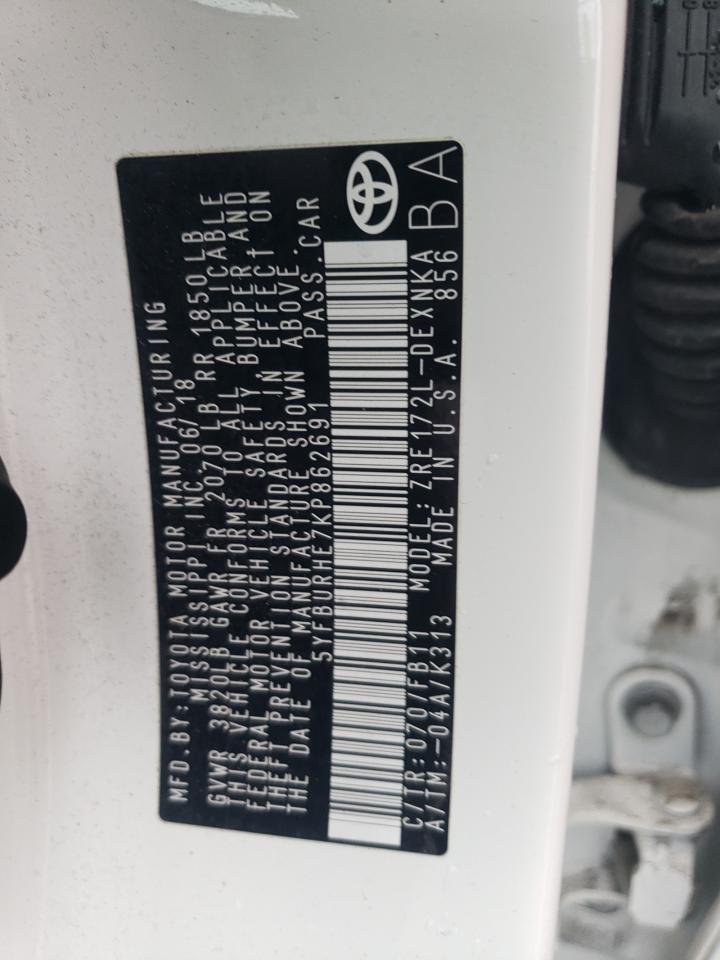 MFD.BY:TOYOTA MOTOR MANUFACTURING
MISSISSIPPI INC. 06/18
GVWR 3820LB GAWR FR 2070 LB RR 1850LB
THIS VEHICLE CONFORMS TO ALL APPLICABLE
FEDERAL MOTOR VEHICLE SAFETY BUMPER,AND
THEFT PREVENTION STANDARDS IN EFFECT ON
THE DATE OF MANUFACTURE SHOWN ABOVE.
5YFBURHE7KP862691 PASS.CAR
C/TR:070/FB11 MODEL:ZRE172L-DEXNKA
A/TM:-04A/K313 MADE IN U.S.A. 856
BA